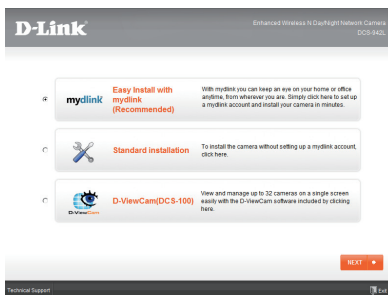 D-Link
Enhanced Wireless N Day/Night Network Camera
DCS-942L
mydlink
Easy Install with
mydlink
(Recommended)
With mydlink you can keep an eye on your home or office
anytime, from wherever you are. Simply click here to set up
a mydlink account and install your camera in minutes.
Standard installation
To install the camera without setting up a mydlink account,
click here.
D-ViewCam
D-ViewCam(DCS-100)
View and manage up to 32 cameras on a single screen
easily with the D-ViewCam software included by clicking
here.
NEXT
Technical Support
Exit